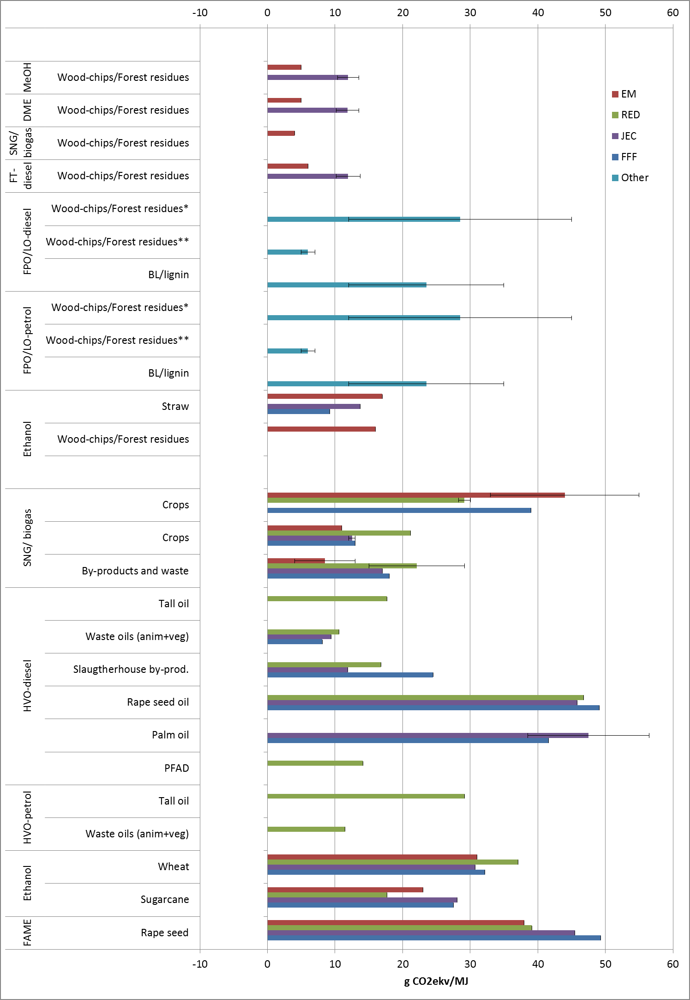 -10 0 10 20 30 40 50 60
MeOH
Wood-chips/Forest residues
DME
Wood-chips/Forest residues
SNG/
biogas
Wood-chips/Forest residues
FT-
diesel
Wood-chips/Forest residues
FPO/LO-diesel
Wood-chips/Forest residues*
Wood-chips/Forest residues**
BL/lignin
FPO/LO-petrol
Wood-chips/Forest residues*
Wood-chips/Forest residues**
BL/lignin
Ethanol
Straw
Wood-chips/Forest residues
SNG/ biogas
Crops
Crops
By-products and waste
HVO-diesel
Tall oil
Waste oils (anim+veg)
Slaugtherhouse by-prod.
Rape seed oil
Palm oil
PFAD
HVO-petrol
Tall oil
Waste oils (anim+veg)
Ethanol
Wheat
Sugarcane
FAME
Rape seed
EM
RED
JEC
FFF
Other
-10 0 10 20 30 40 50 60
g CO2ekv/MJ